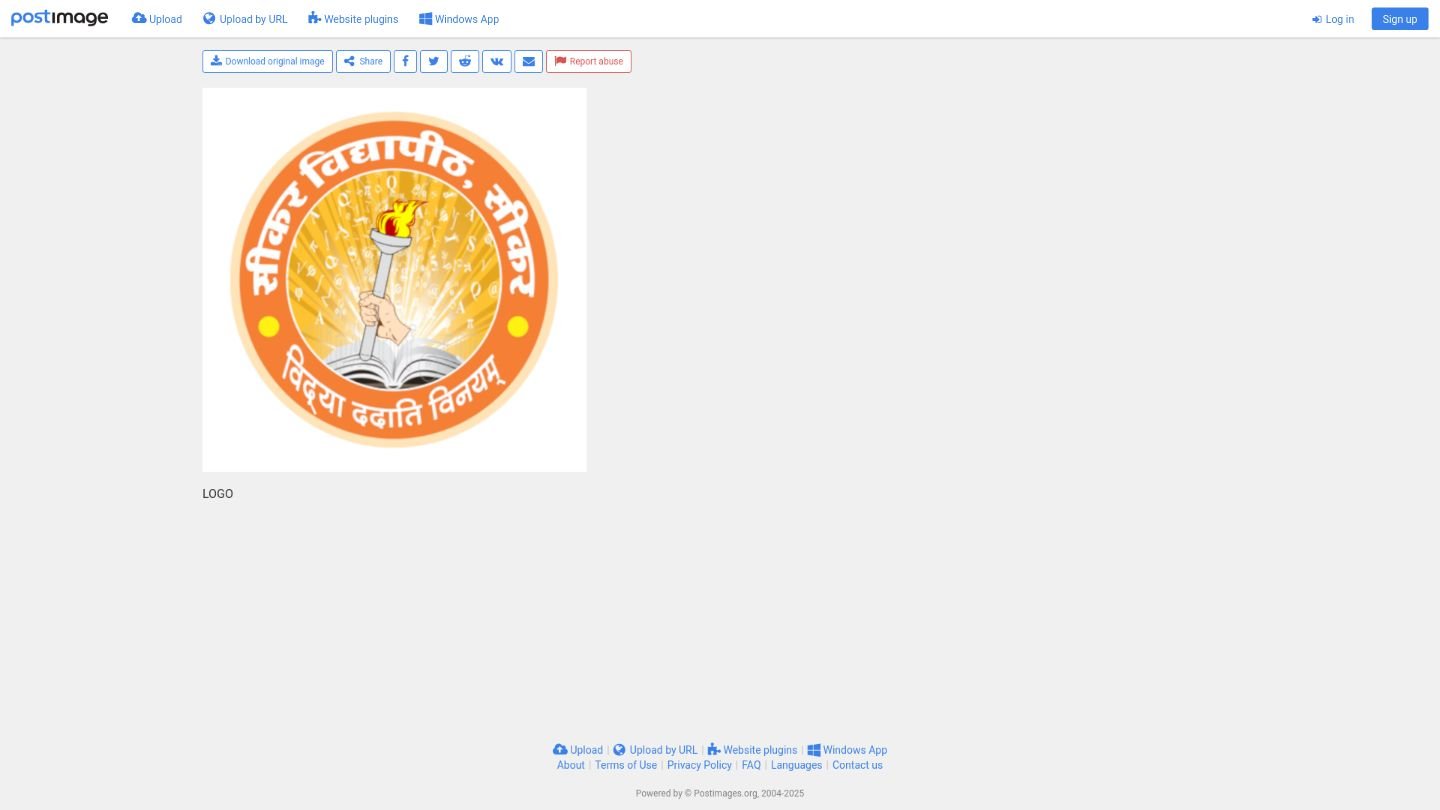 postimage
Upload
Upload by URL
Website plugins
Windows App
Log in
Sign up
Download original image
Share
Report abuse
सीकर विद्यापीठ, सीकर
विद्‌या ददाति विनयम्
LOGO
Upload | Upload by URL | Website plugins | Windows App
About | Terms of Use | Privacy Policy | FAQ | Languages | Contact us
Powered by © Postimages.org, 2004-2025